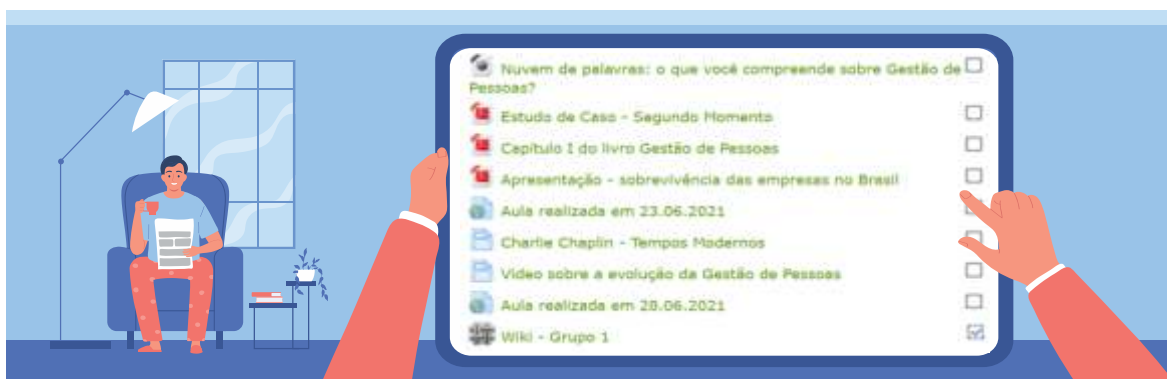 Nuvem de palavras: o que você compreende sobre Gestão de
Pessoas?
Estudo de Caso - Segundo Momento
Capítulo I do livro Gestão de Pessoas
Apresentação - sobrevivência das empresas no Brasil
Aula realizada em 23.06.2021
Charlie Chaplin - Tempos Modernos
Vídeo sobre a evolução da Gestão de Pessoas
Aula realizada em 28.06.2021
Wiki - Grupo 1